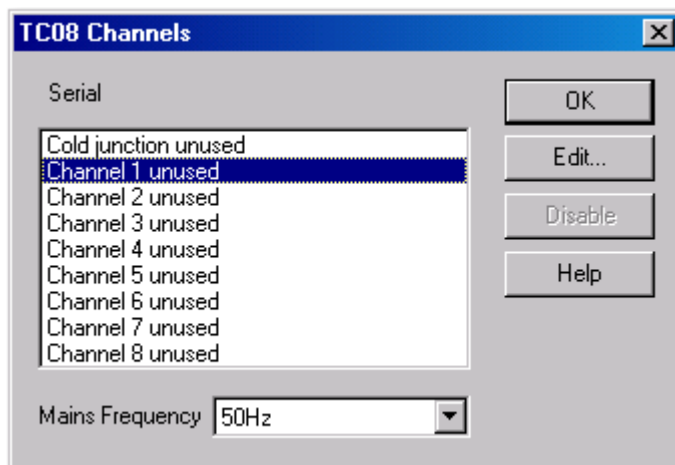 TC08 Channels
Serial
Cold junction unused
Channel 1 unused
Channel 2 unused
Channel 3 unused
Channel 4 unused
Channel 5 unused
Channel 6 unused
Channel 7 unused
Channel 8 unused
Mains Frequency 50Hz
OK
Edit...
Disable
Help